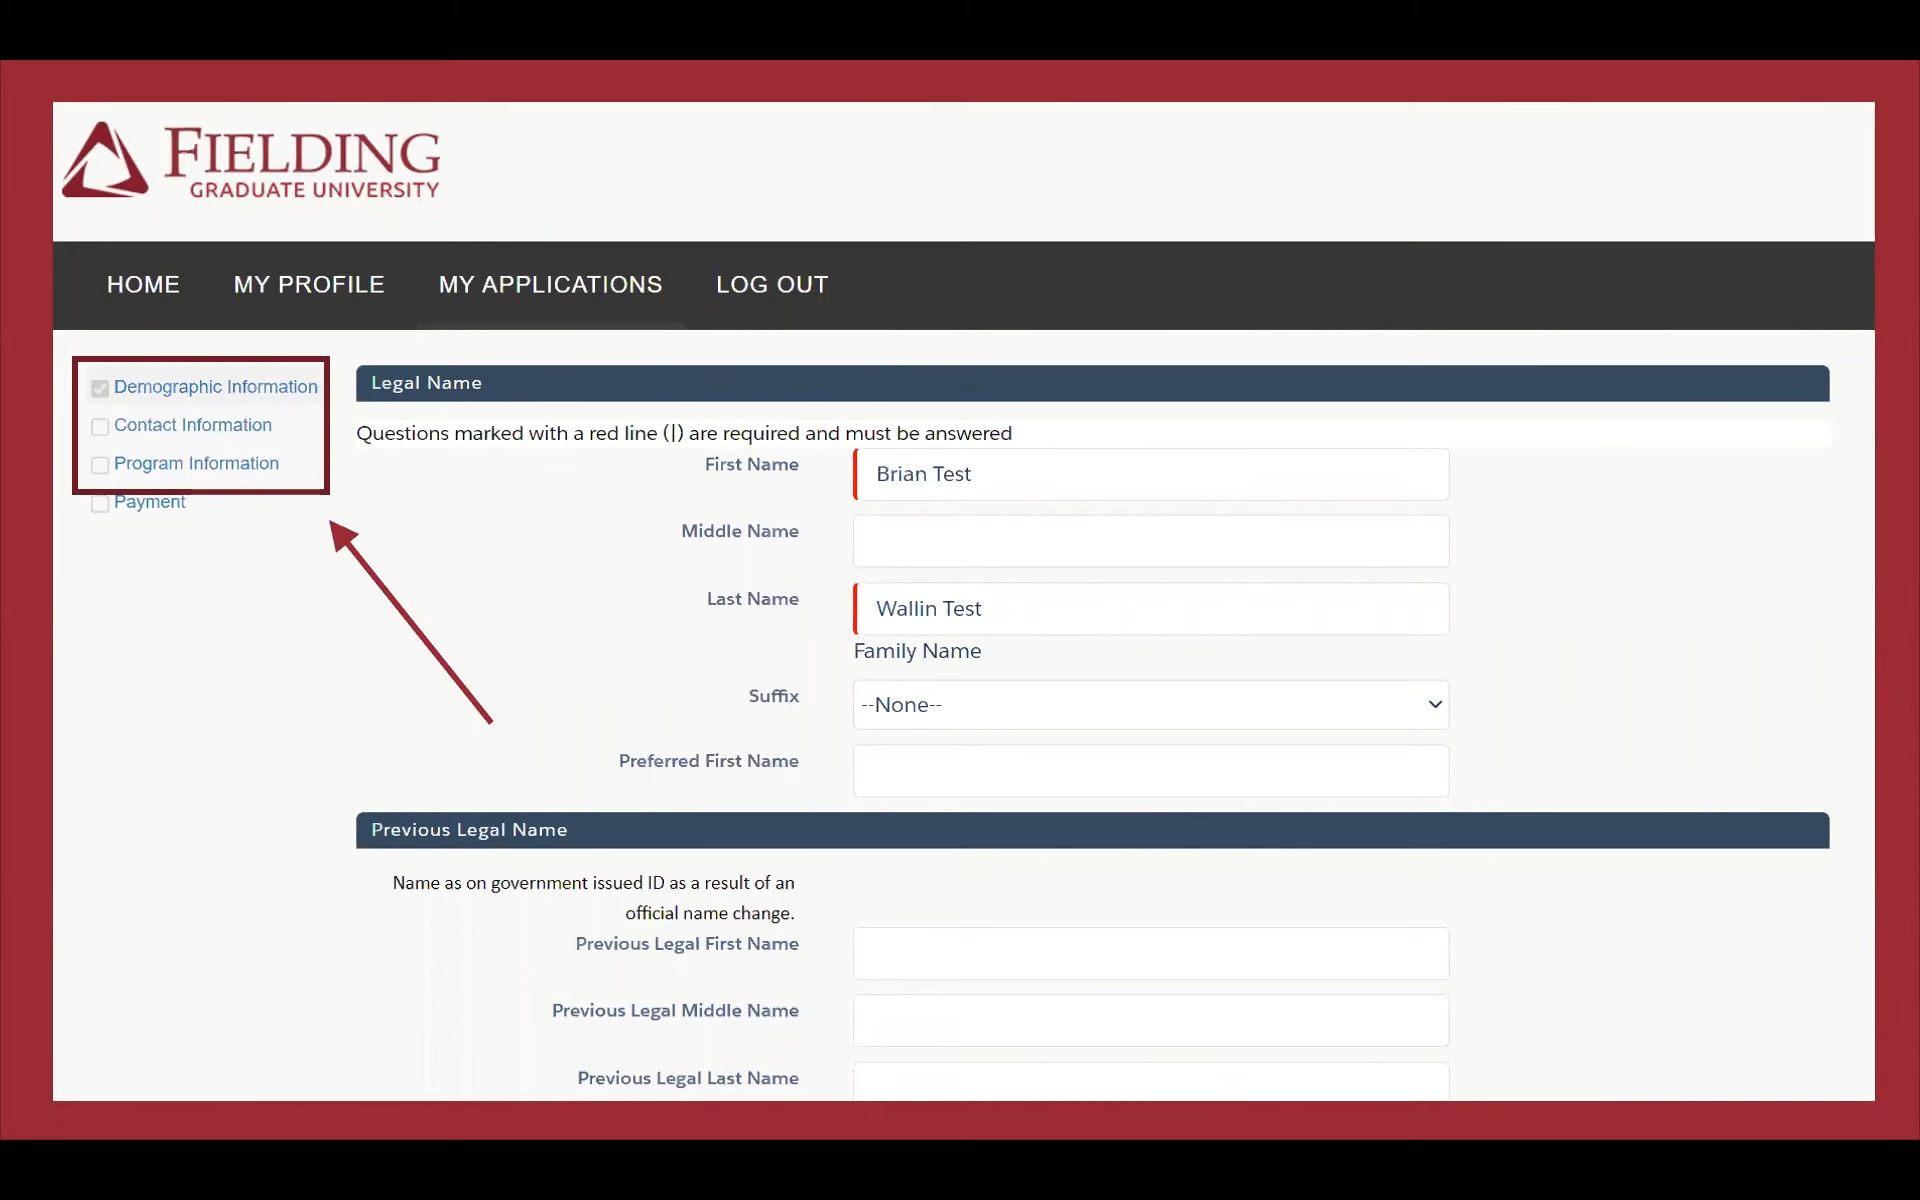 FIELDING
GRADUATE UNIVERSITY
HOME MY PROFILE MY APPLICATIONS LOG OUT
Demographic Information
Contact Information
Program Information
Payment
Legal Name
Questions marked with a red line (|) are required and must be answered
First Name Brian Test
Middle Name
Last Name Wallin Test
Family Name
Suffix --None--
Preferred First Name
Previous Legal Name
Name as on government issued ID as a result of an
official name change.
Previous Legal First Name
Previous Legal Middle Name
Previous Legal Last Name